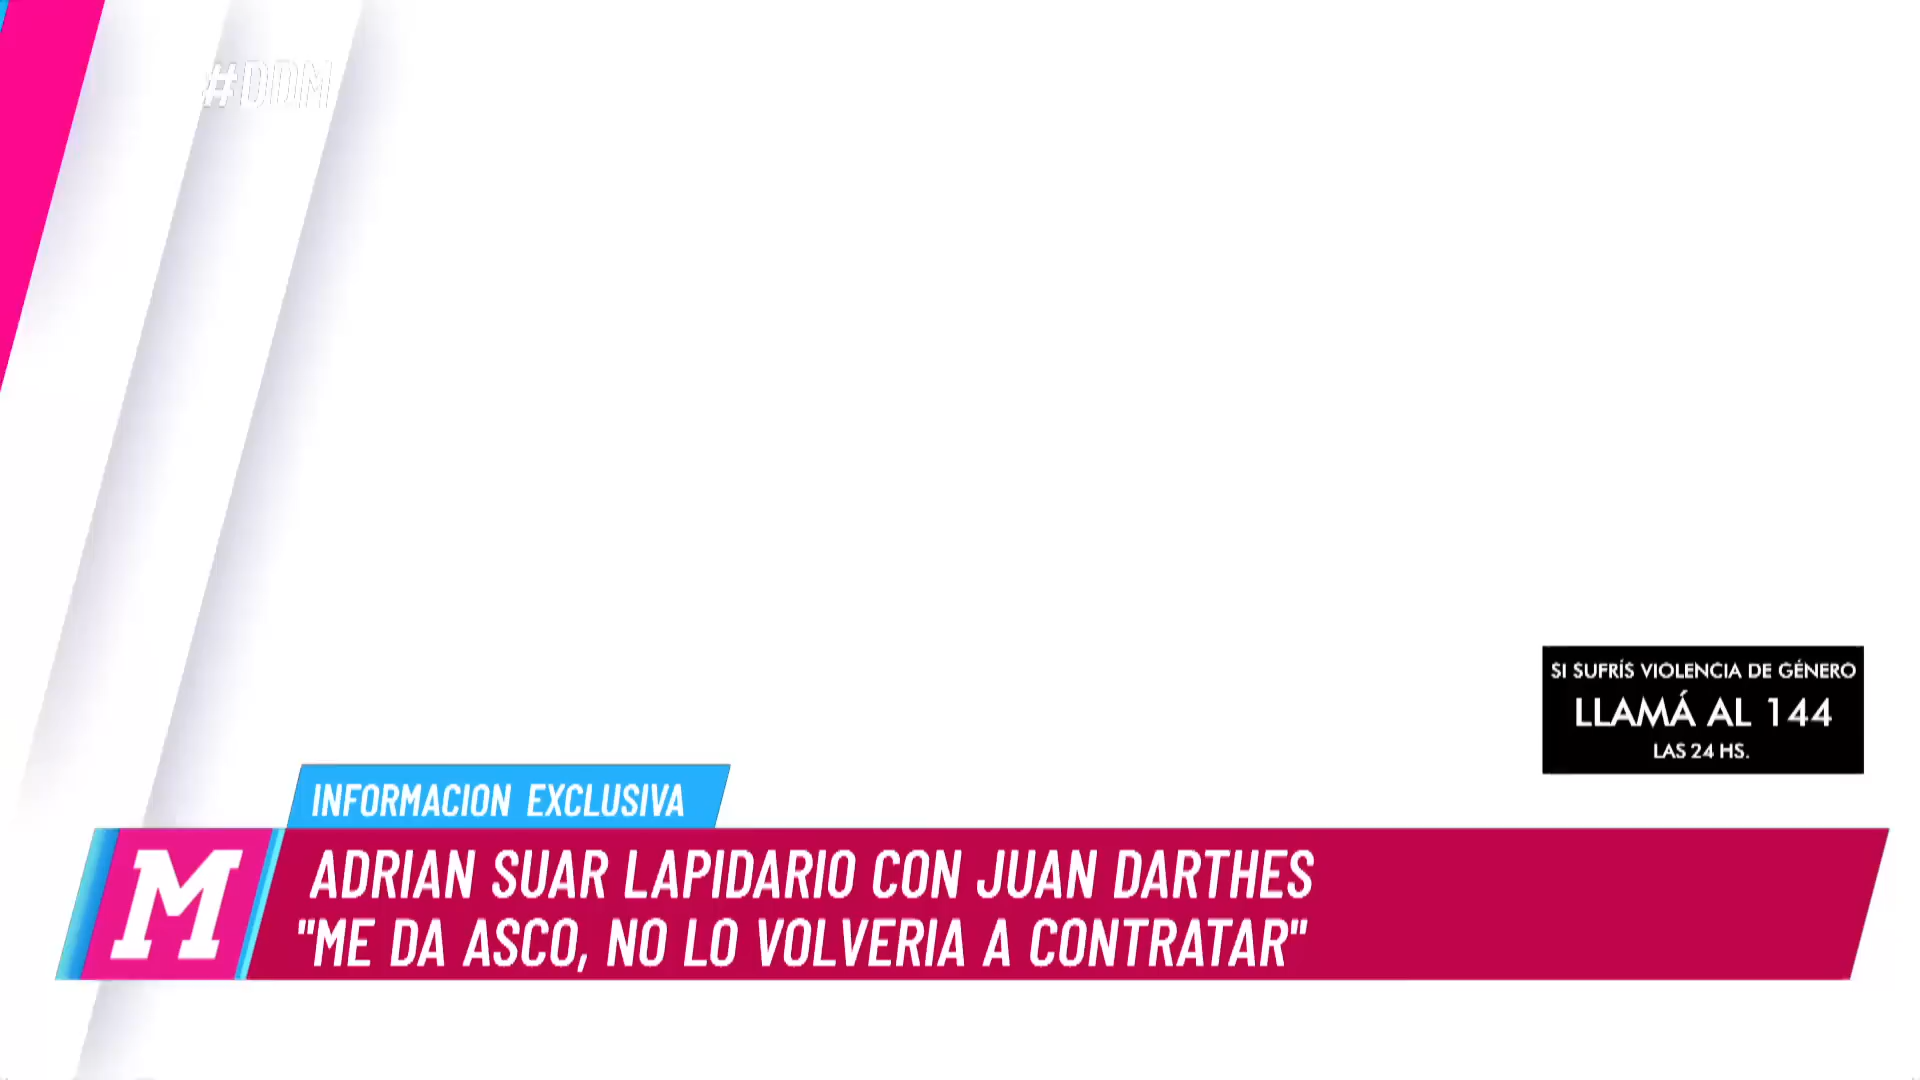 #DDM
SI SUFRÍS VIOLENCIA DE GÉNERO
LLAMÁ AL 144
LAS 24 HS.
INFORMACION EXCLUSIVA
M
ADRIAN SUAR LAPIDARIO CON JUAN DARTHES
"ME DA ASCO, NO LO VOLVERIA A CONTRATAR"